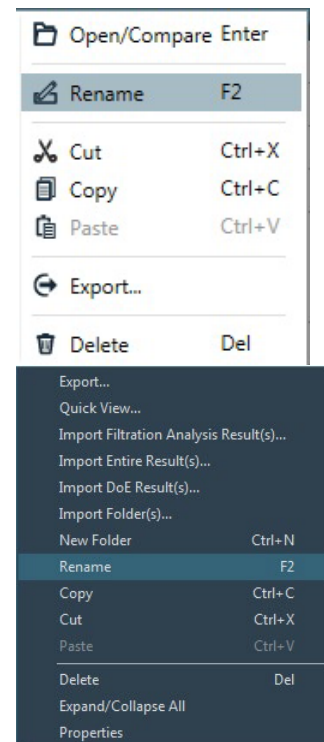 Open/Compare Enter
Rename F2
Cut Ctrl+X
Copy Ctrl+C
Paste Ctrl+V
Export...
Delete Del
Export...
Quick View...
Import Filtration Analysis Result(s)...
Import Entire Result(s)...
Import DoE Result(s)...
Import Folder(s)...
New Folder Ctrl+N
Rename F2
Copy Ctrl+C
Cut Ctrl+X
Paste Ctrl+V
Delete Del
Expand/Collapse All
Properties